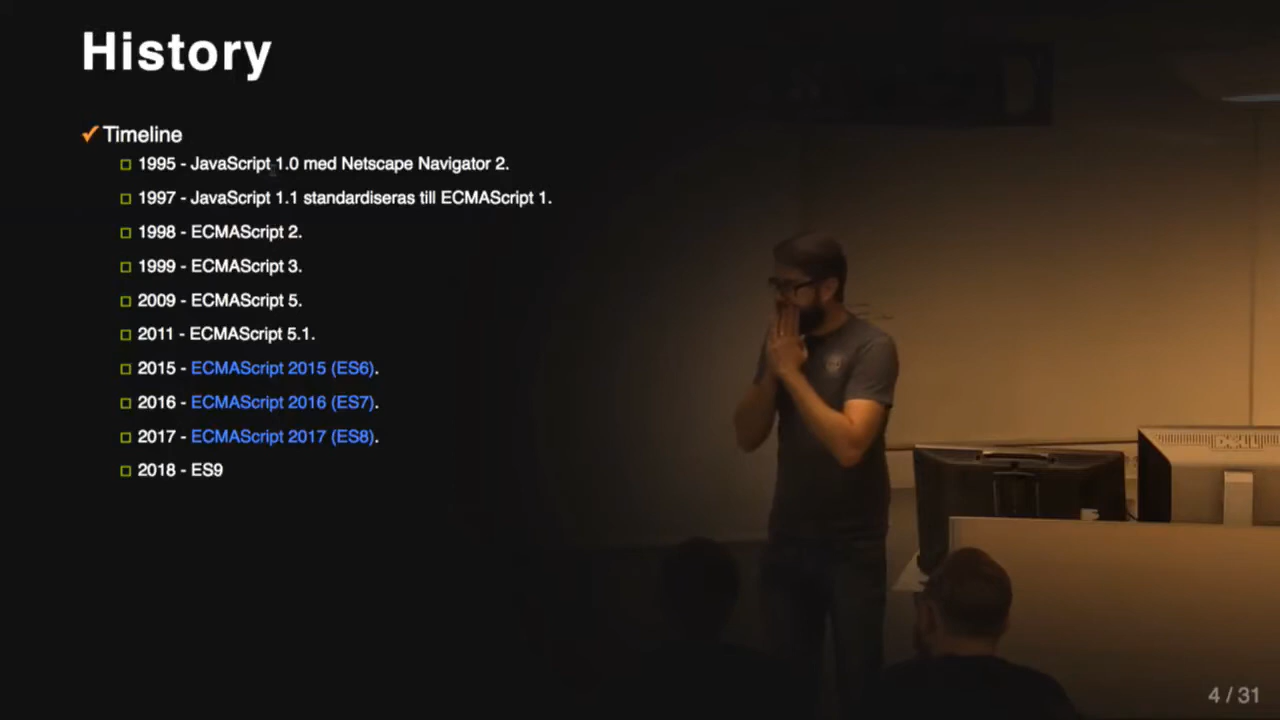 History
✔ Timeline
1995 - JavaScript 1.0 med Netscape Navigator 2.
1997 - JavaScript 1.1 standardiseras till ECMAScript 1.
1998 - ECMAScript 2.
1999 - ECMAScript 3.
2009 - ECMAScript 5.
2011 - ECMAScript 5.1.
2015 - ECMAScript 2015 (ES6).
2016 - ECMAScript 2016 (ES7).
2017 - ECMAScript 2017 (ES8).
2018 - ES9
DELL
4 / 31